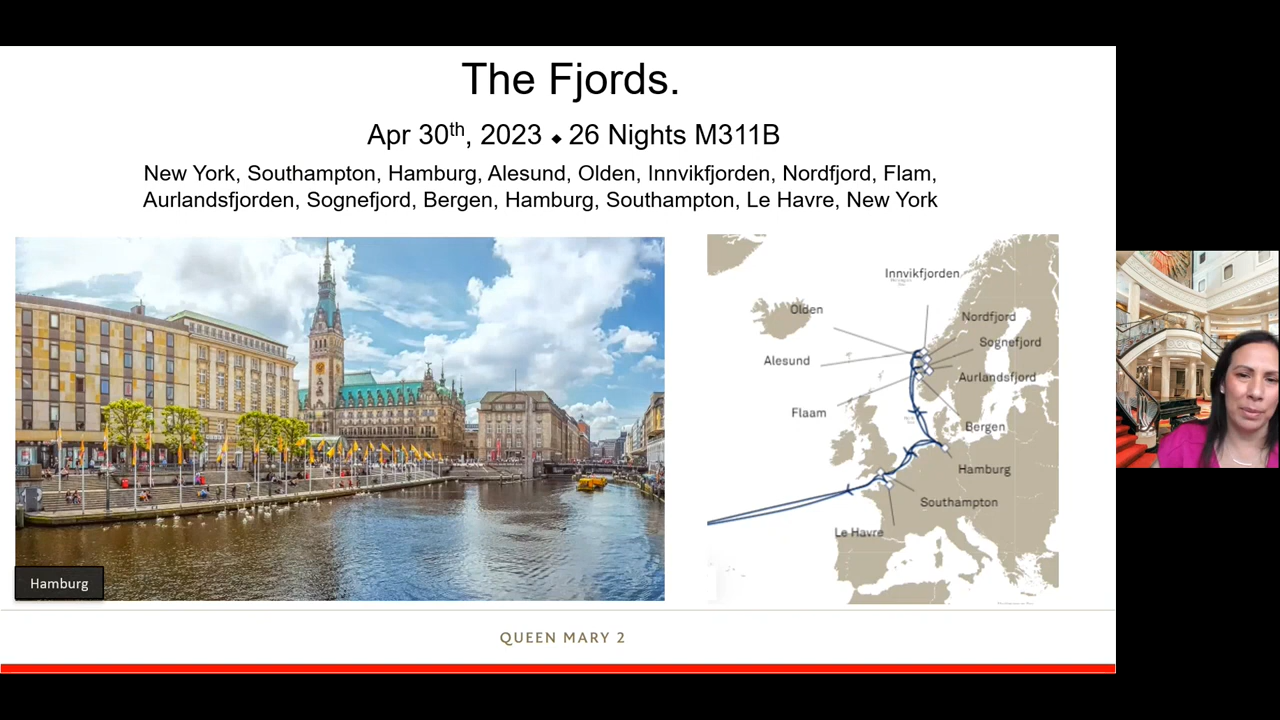 The Fjords.
Apr 30th, 2023 ⬥ 26 Nights M311B
New York, Southampton, Hamburg, Alesund, Olden, Innvikfjorden, Nordfjord, Flam,
Aurlandsfjorden, Sognefjord, Bergen, Hamburg, Southampton, Le Havre, New York
Innvikfjorden
Olden
Nordfjord
Sognefjord
Alesund
Aurlandsfjord
Flaam
Bergen
Hamburg
Southampton
Le Havre
Hamburg
QUEEN MARY 2